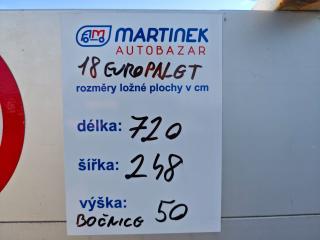 MARTINEK
AUTOBAZAR
18 EUROPALET
rozměry ložné plochy v cm
délka: 720
šířka: 248
výška: 50
BOČNICE